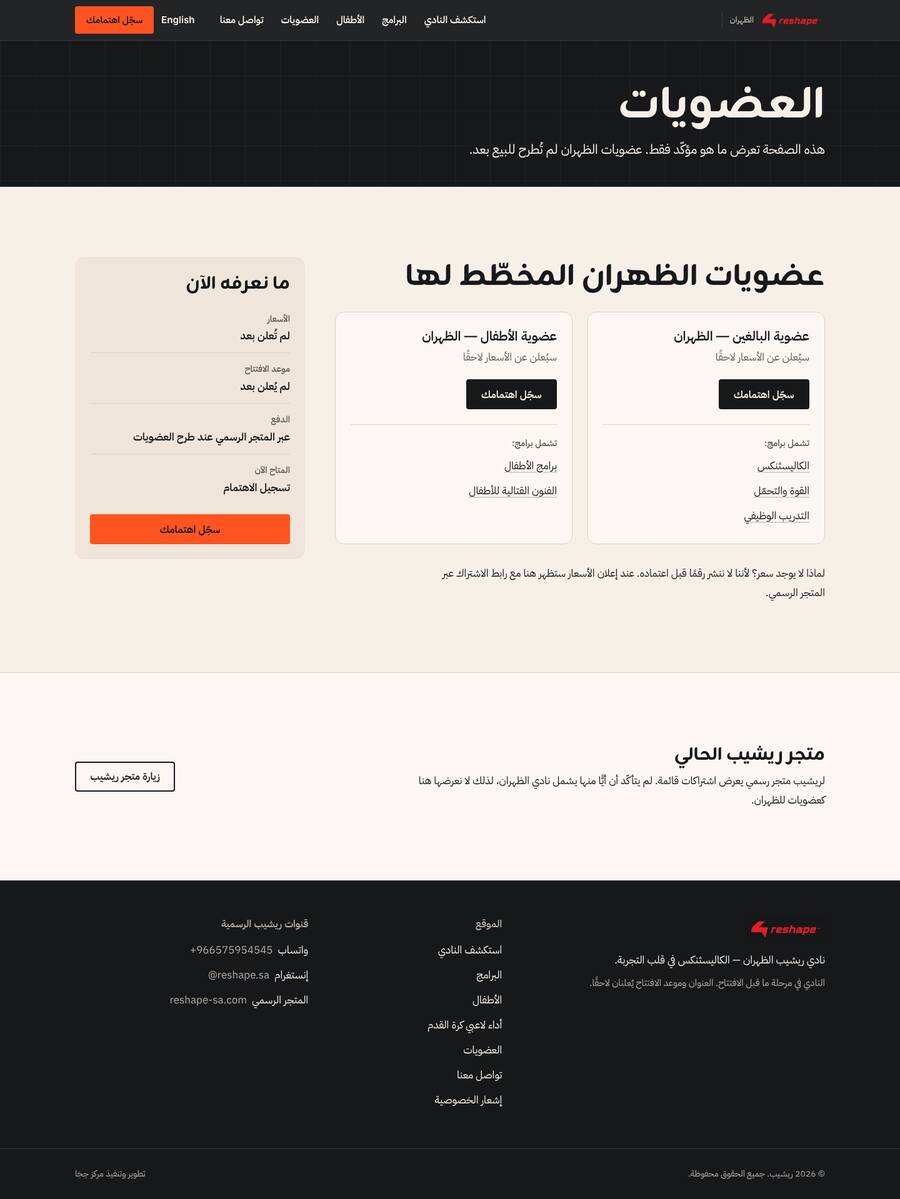 reshape
الظهران
استكشف النادي
البرامج
الأطفال
العضويات
تواصل معنا
English
سجّل اهتمامك
العضويات
هذه الصفحة تعرض ما هو مؤكّد فقط. عضويات الظهران لم تُطرح للبيع بعد.
عضويات الظهران المخطّط لها
عضوية البالغين — الظهران
سيُعلن عن الأسعار لاحقًا
سجّل اهتمامك
تشمل برامج:
الكاليسثنكس
القوة والتحمّل
التدريب الوظيفي
عضوية الأطفال — الظهران
سيُعلن عن الأسعار لاحقًا
سجّل اهتمامك
تشمل برامج:
برامج الأطفال
الفنون القتالية للأطفال
لماذا لا يوجد سعر؟ لأننا لا ننشر رقمًا قبل اعتماده. عند إعلان الأسعار ستظهر هنا مع رابط الاشتراك عبر
المتجر الرسمي.
ما نعرفه الآن
الأسعار
لم تُعلن بعد
موعد الافتتاح
لم يُعلن بعد
الدفع
عبر المتجر الرسمي عند طرح العضويات
المتاح الآن
تسجيل الاهتمام
سجّل اهتمامك
متجر ريشيب الحالي
لريشيب متجر رسمي يعرض اشتراكات قائمة. لم يتأكّد أن أيًّا منها يشمل نادي الظهران، لذلك لا نعرضها هنا
كعضويات للظهران.
زيارة متجر ريشيب
reshape
نادي ريشيب الظهران — الكاليسثنكس في قلب التجربة.
النادي في مرحلة ما قبل الافتتاح. العنوان وموعد الافتتاح يُعلنان لاحقًا.
الموقع
استكشف النادي
البرامج
الأطفال
أداء لاعبي كرة القدم
العضويات
تواصل معنا
إشعار الخصوصية
قنوات ريشيب الرسمية
واتساب +966575954545
إنستغرام @reshape.sa
المتجر الرسمي reshape-sa.com
© 2026 ريشيب. جميع الحقوق محفوظة.
تطوير وتنفيذ مركز جخا